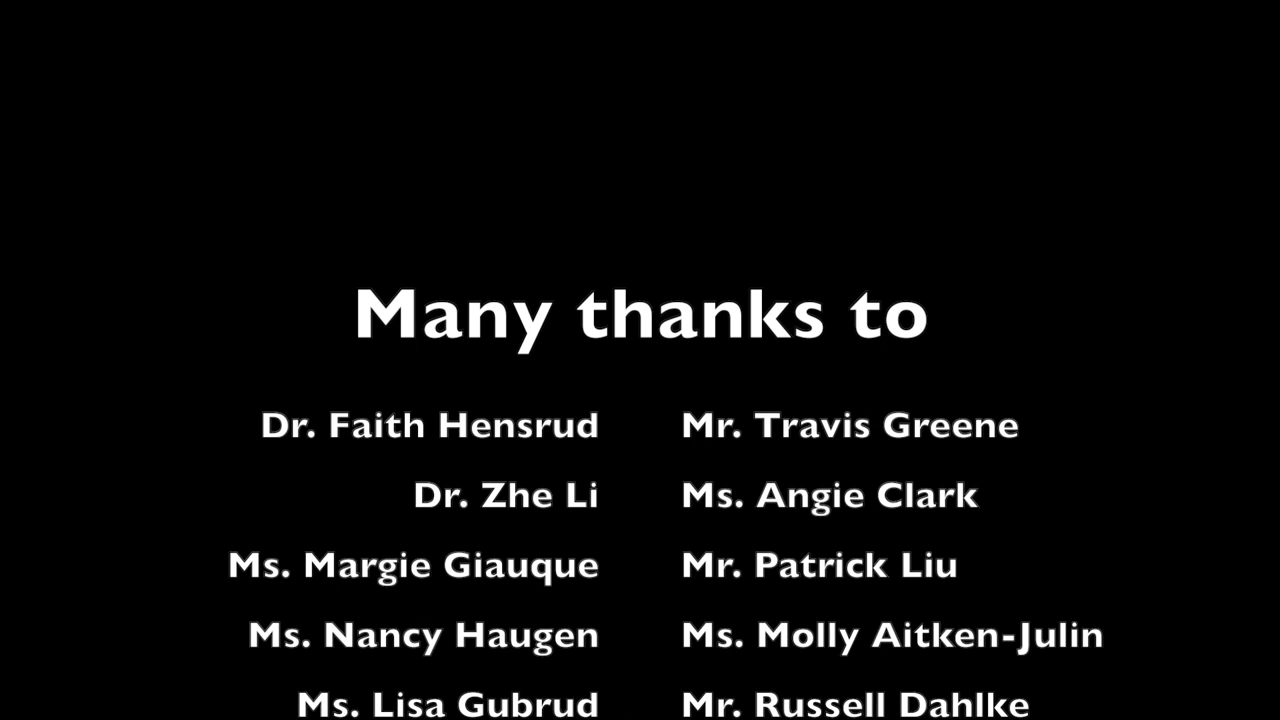 Many thanks to
Dr. Faith Hensrud Mr. Travis Greene
Dr. Zhe Li Ms. Angie Clark
Ms. Margie Giauque Mr. Patrick Liu
Ms. Nancy Haugen Ms. Molly Aitken-Julin
Ms. Lisa Gubrud Mr. Russell Dahlke